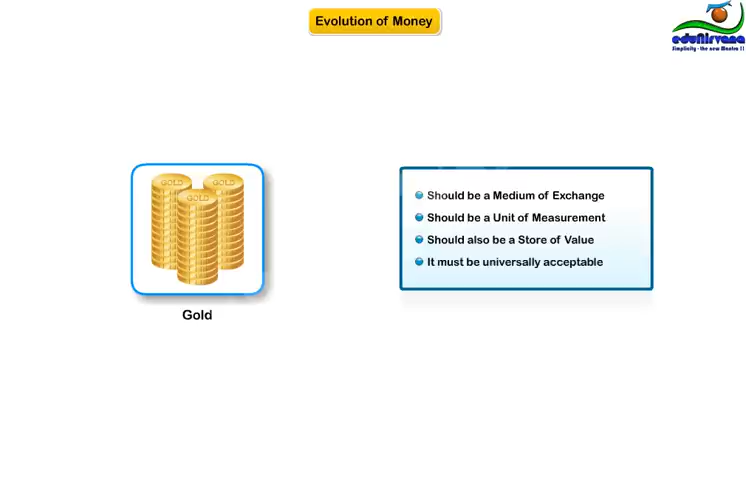 Evolution of Money
eduNirvana
Simplicity - the new Mantra !!
GOLD GOLD
GOLD
Should be a Medium of Exchange
Should be a Unit of Measurement
Should also be a Store of Value
It must be universally acceptable
Gold